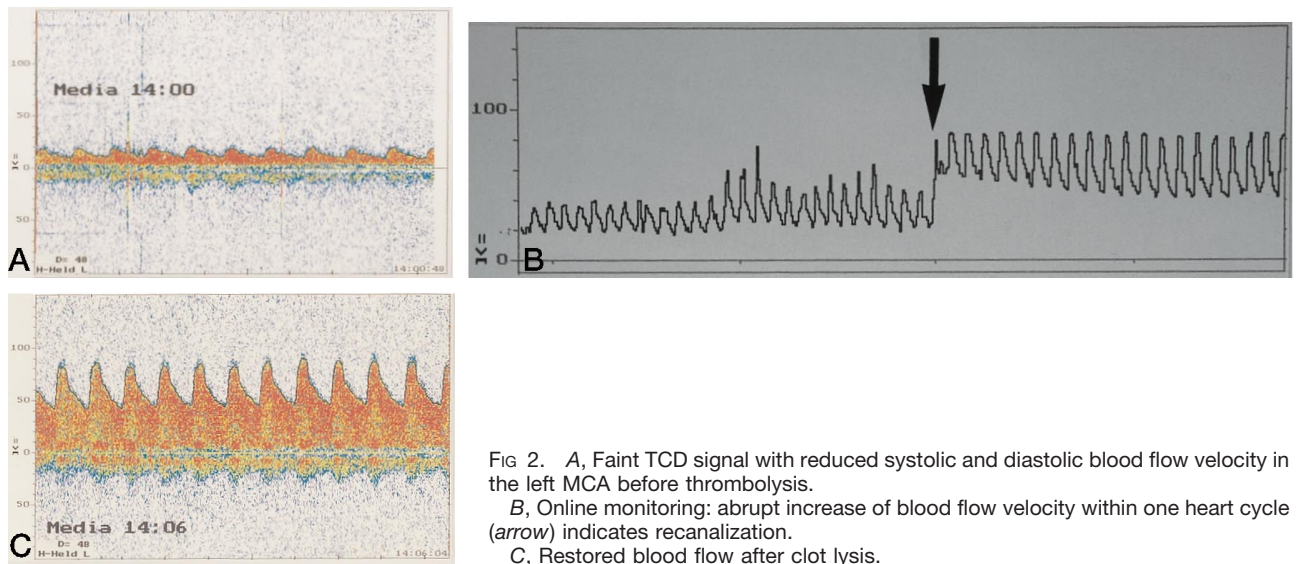 100
Media 14:00
50
0
50
A
D= 48
H-Held L
14:00:48
100
0
B
100
50
0
50
Media 14:06
C
D= 48
H-Held L
14:06:04
FIG 2. A, Faint TCD signal with reduced systolic and diastolic blood flow velocity in
the left MCA before thrombolysis.
B, Online monitoring: abrupt increase of blood flow velocity within one heart cycle
(arrow) indicates recanalization.
C, Restored blood flow after clot lysis.